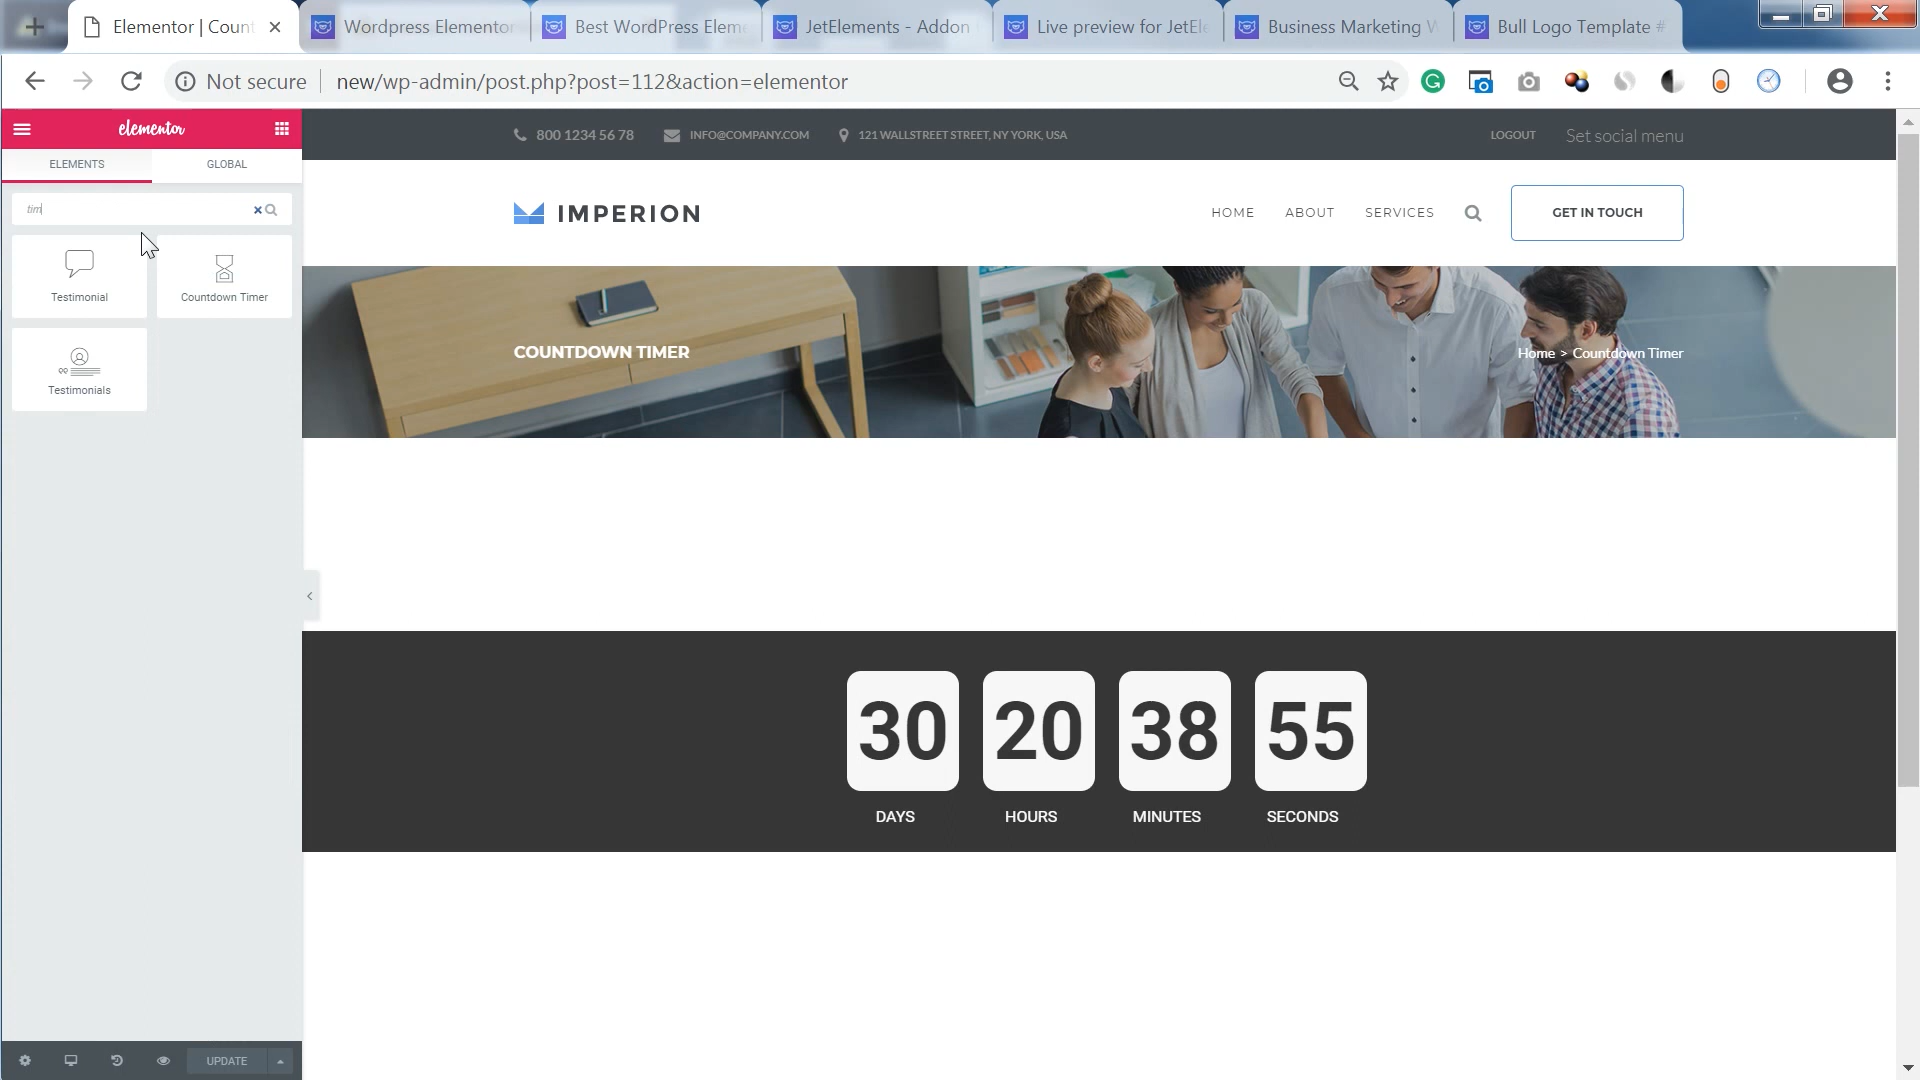 Elementor | Count
Wordpress Elementor
Best WordPress Eleme
JetElements - Addon
Live preview for JetEle
Business Marketing W
Bull Logo Template #
Not secure
new/wp-admin/post.php?post=112&action=elementor
elementor
ELEMENTS
GLOBAL
tim
Testimonial
Countdown Timer
Testimonials
UPDATE
800 1234 56 78
INFO@COMPANY.COM
121 WALLSTREET STREET, NY YORK, USA
LOGOUT
Set social menu
IMPERION
HOME
ABOUT
SERVICES
GET IN TOUCH
COUNTDOWN TIMER
Home > Countdown Timer
30 20 38 55
DAYS HOURS MINUTES SECONDS